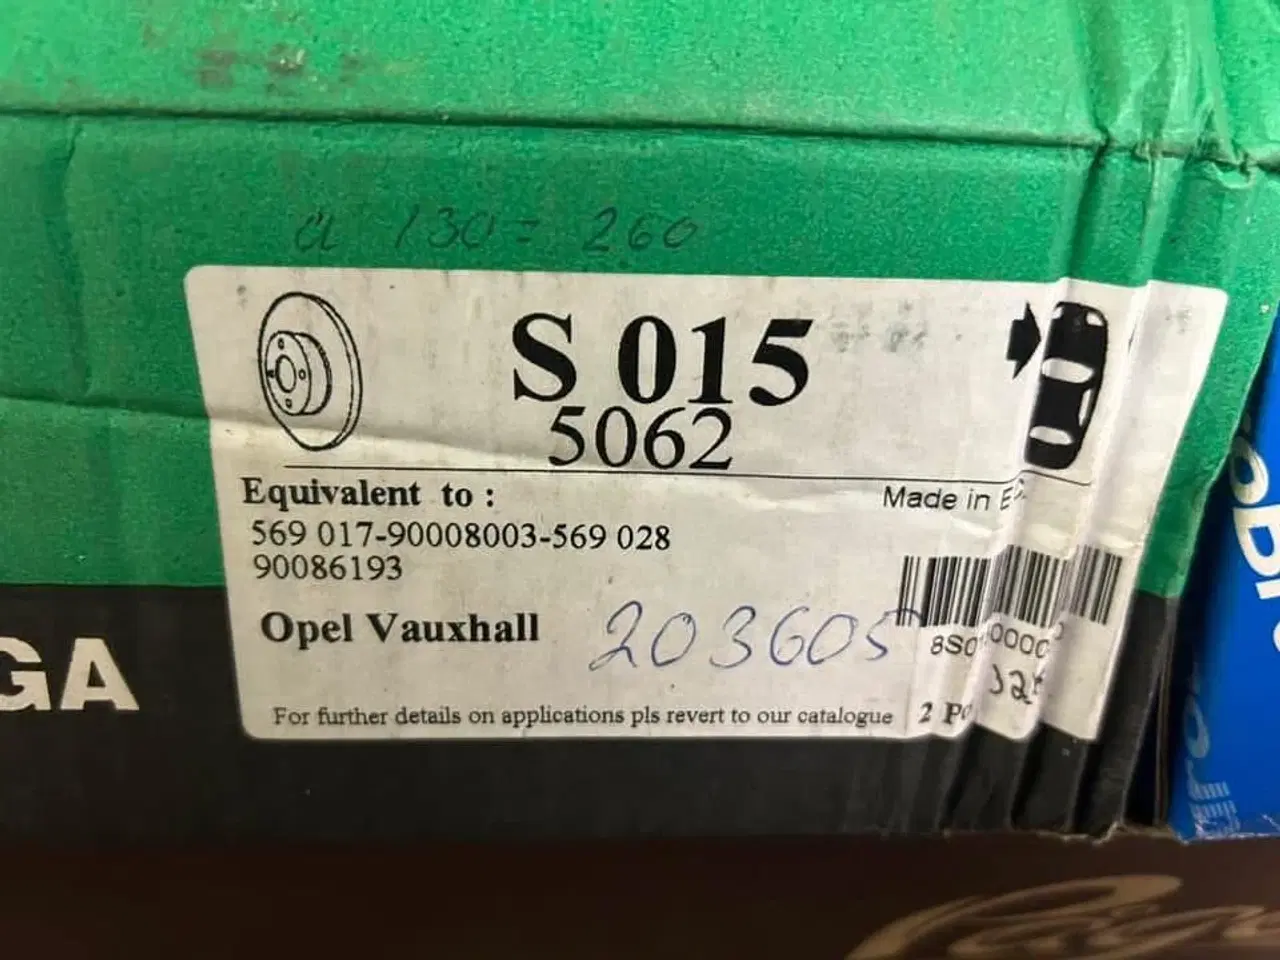 a 130 = 260
S 015
5062
Equivalent to :
Made in
569 017-90008003-569 028
90086193
Opel Vauxhall
203605
For further details on applications pls revert to our catalogue
2
GA